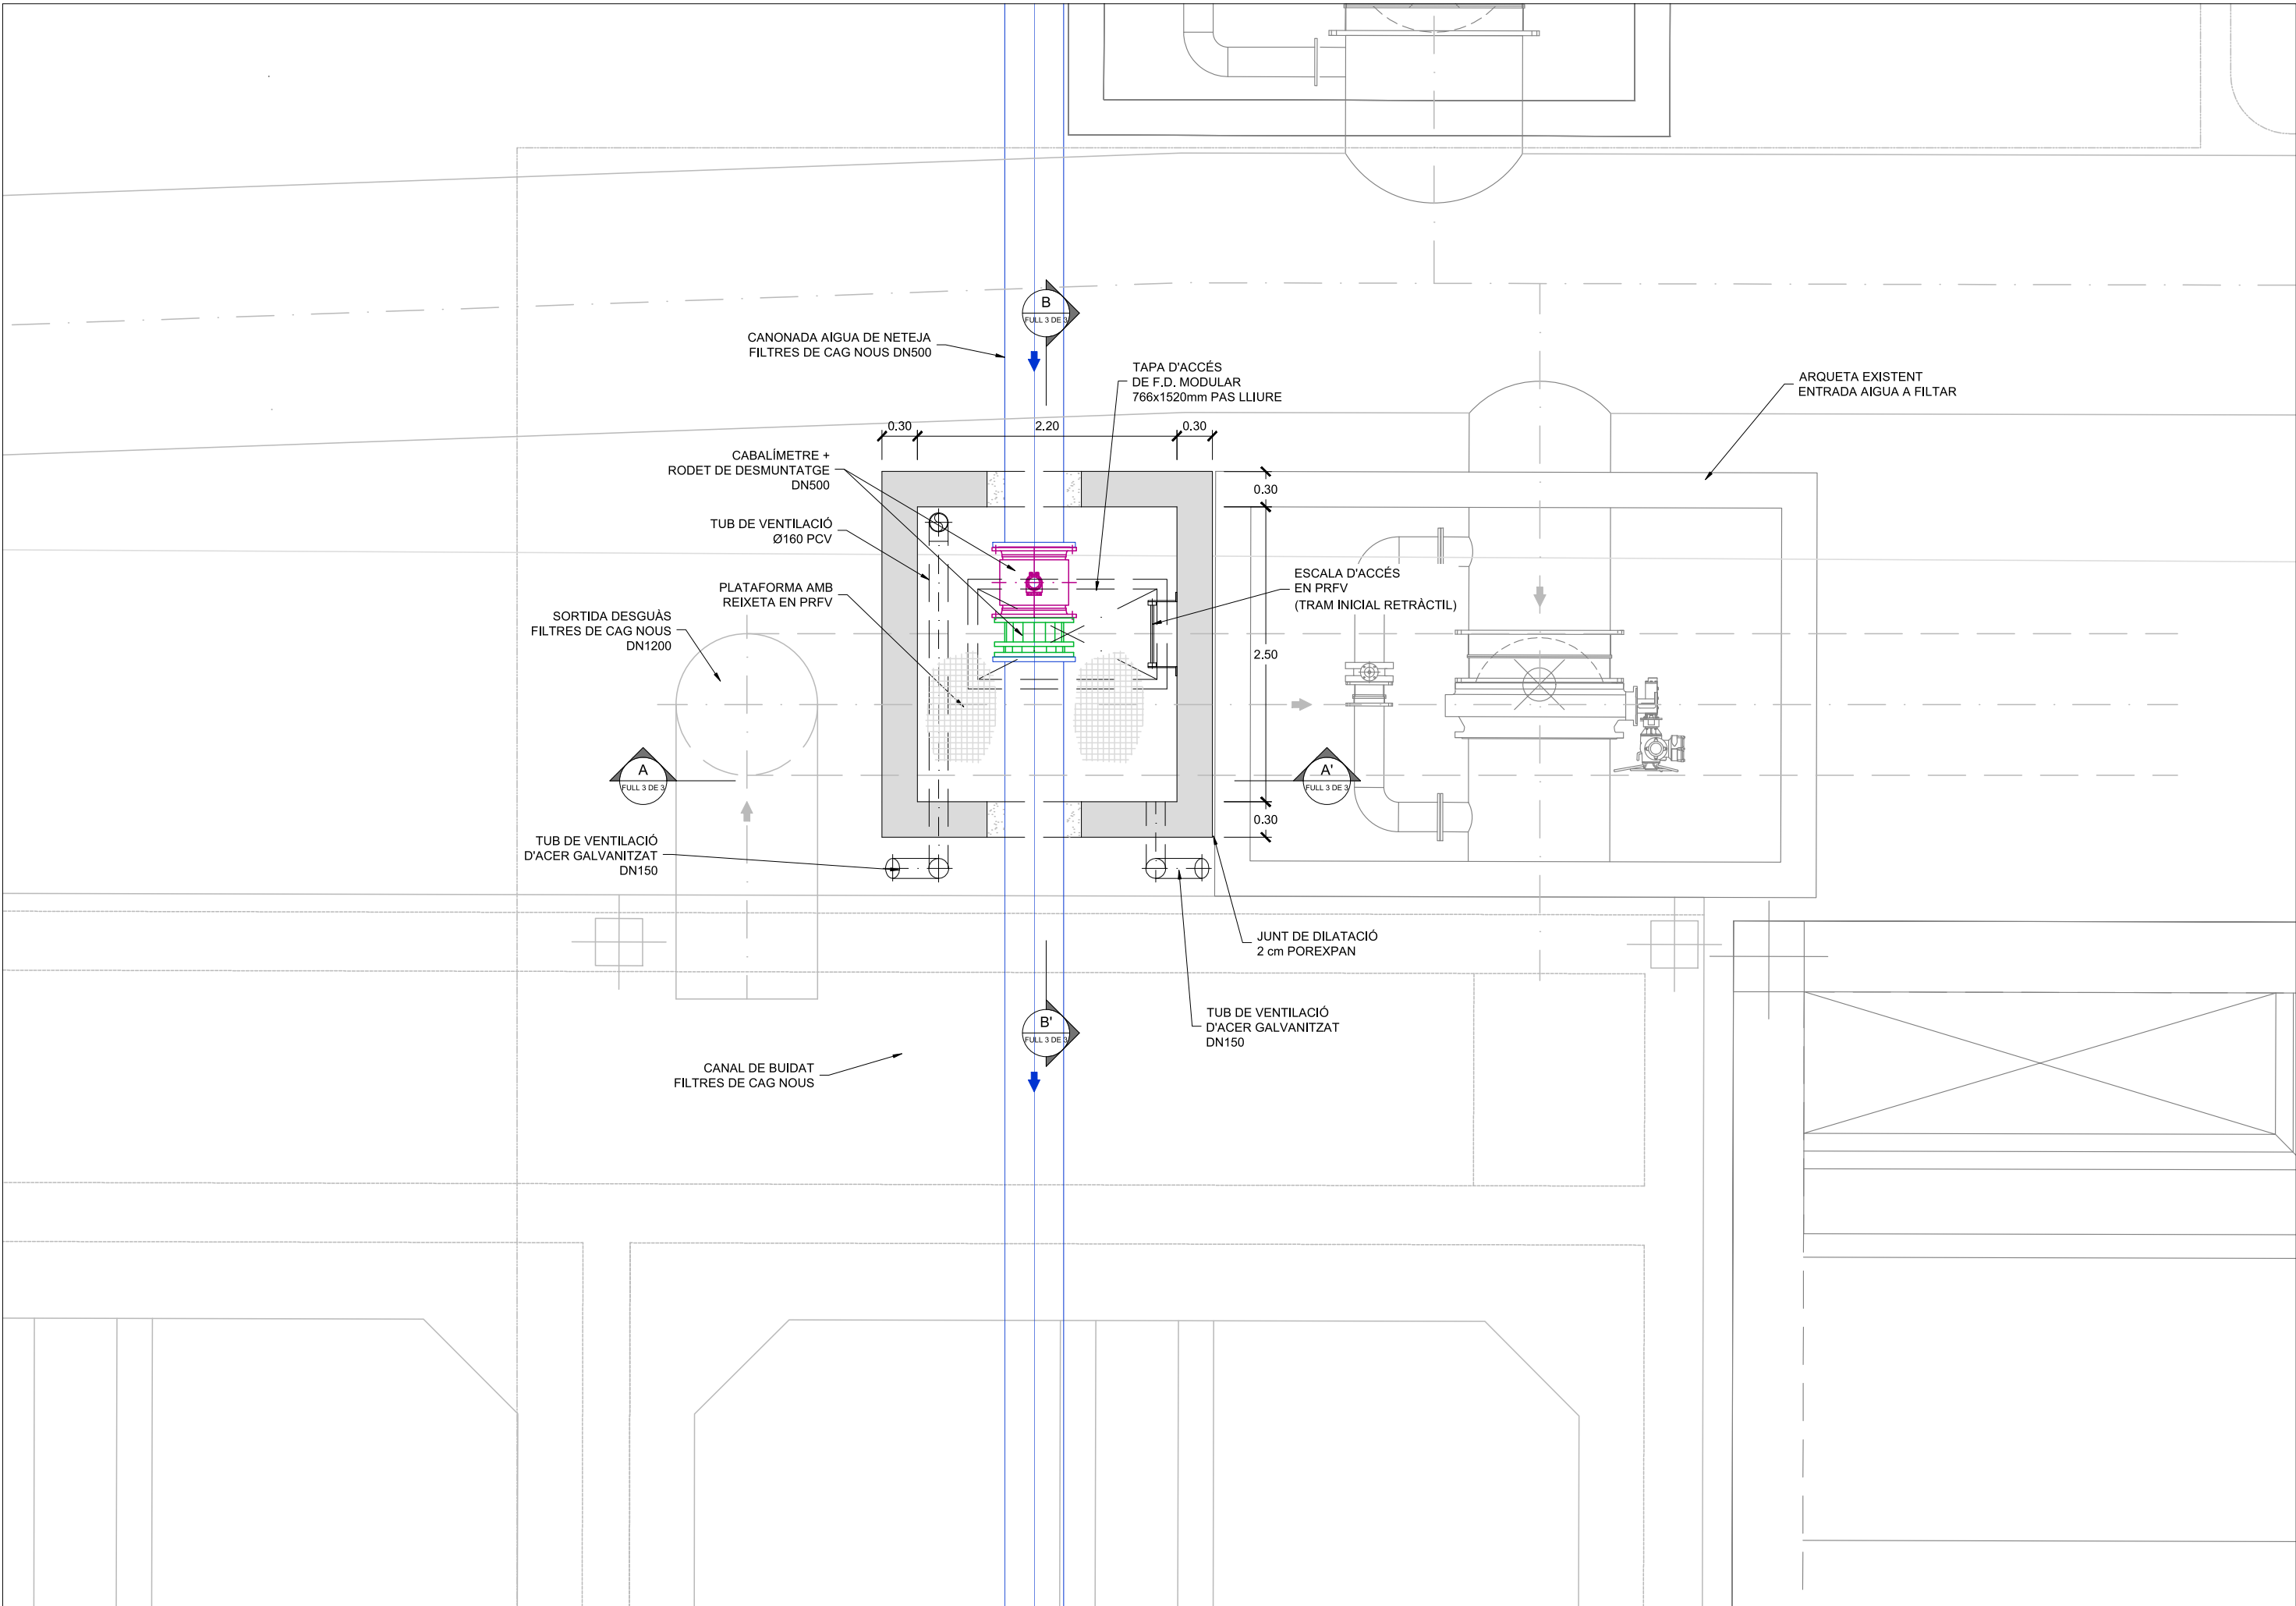 B
FULL 3 DE 3
CANONADA AIGUA DE NETEJA
FILTRES DE CAG NOUS DN500
TAPA D'ACCÉS
DE F.D. MODULAR
766x1520mm PAS LLIURE
ARQUETA EXISTENT
ENTRADA AIGUA A FILTAR
0.30
2.20
0.30
CABALÍMETRE +
RODET DE DESMUNTATGE
DN500
0.30
TUB DE VENTILACIÓ
Ø160 PCV
ESCALA D'ACCÉS
EN PRFV
(TRAM INICIAL RETRÀCTIL)
PLATAFORMA AMB
REIXETA EN PRFV
SORTIDA DESGUÀS
FILTRES DE CAG NOUS
DN1200
2.50
A
FULL 3 DE 3
A'
FULL 3 DE 3
0.30
TUB DE VENTILACIÓ
D'ACER GALVANITZAT
DN150
JUNT DE DILATACIÓ
2 cm POREXPAN
TUB DE VENTILACIÓ
D'ACER GALVANITZAT
DN150
B'
FULL 3 DE 3
CANAL DE BUIDAT
FILTRES DE CAG NOUS